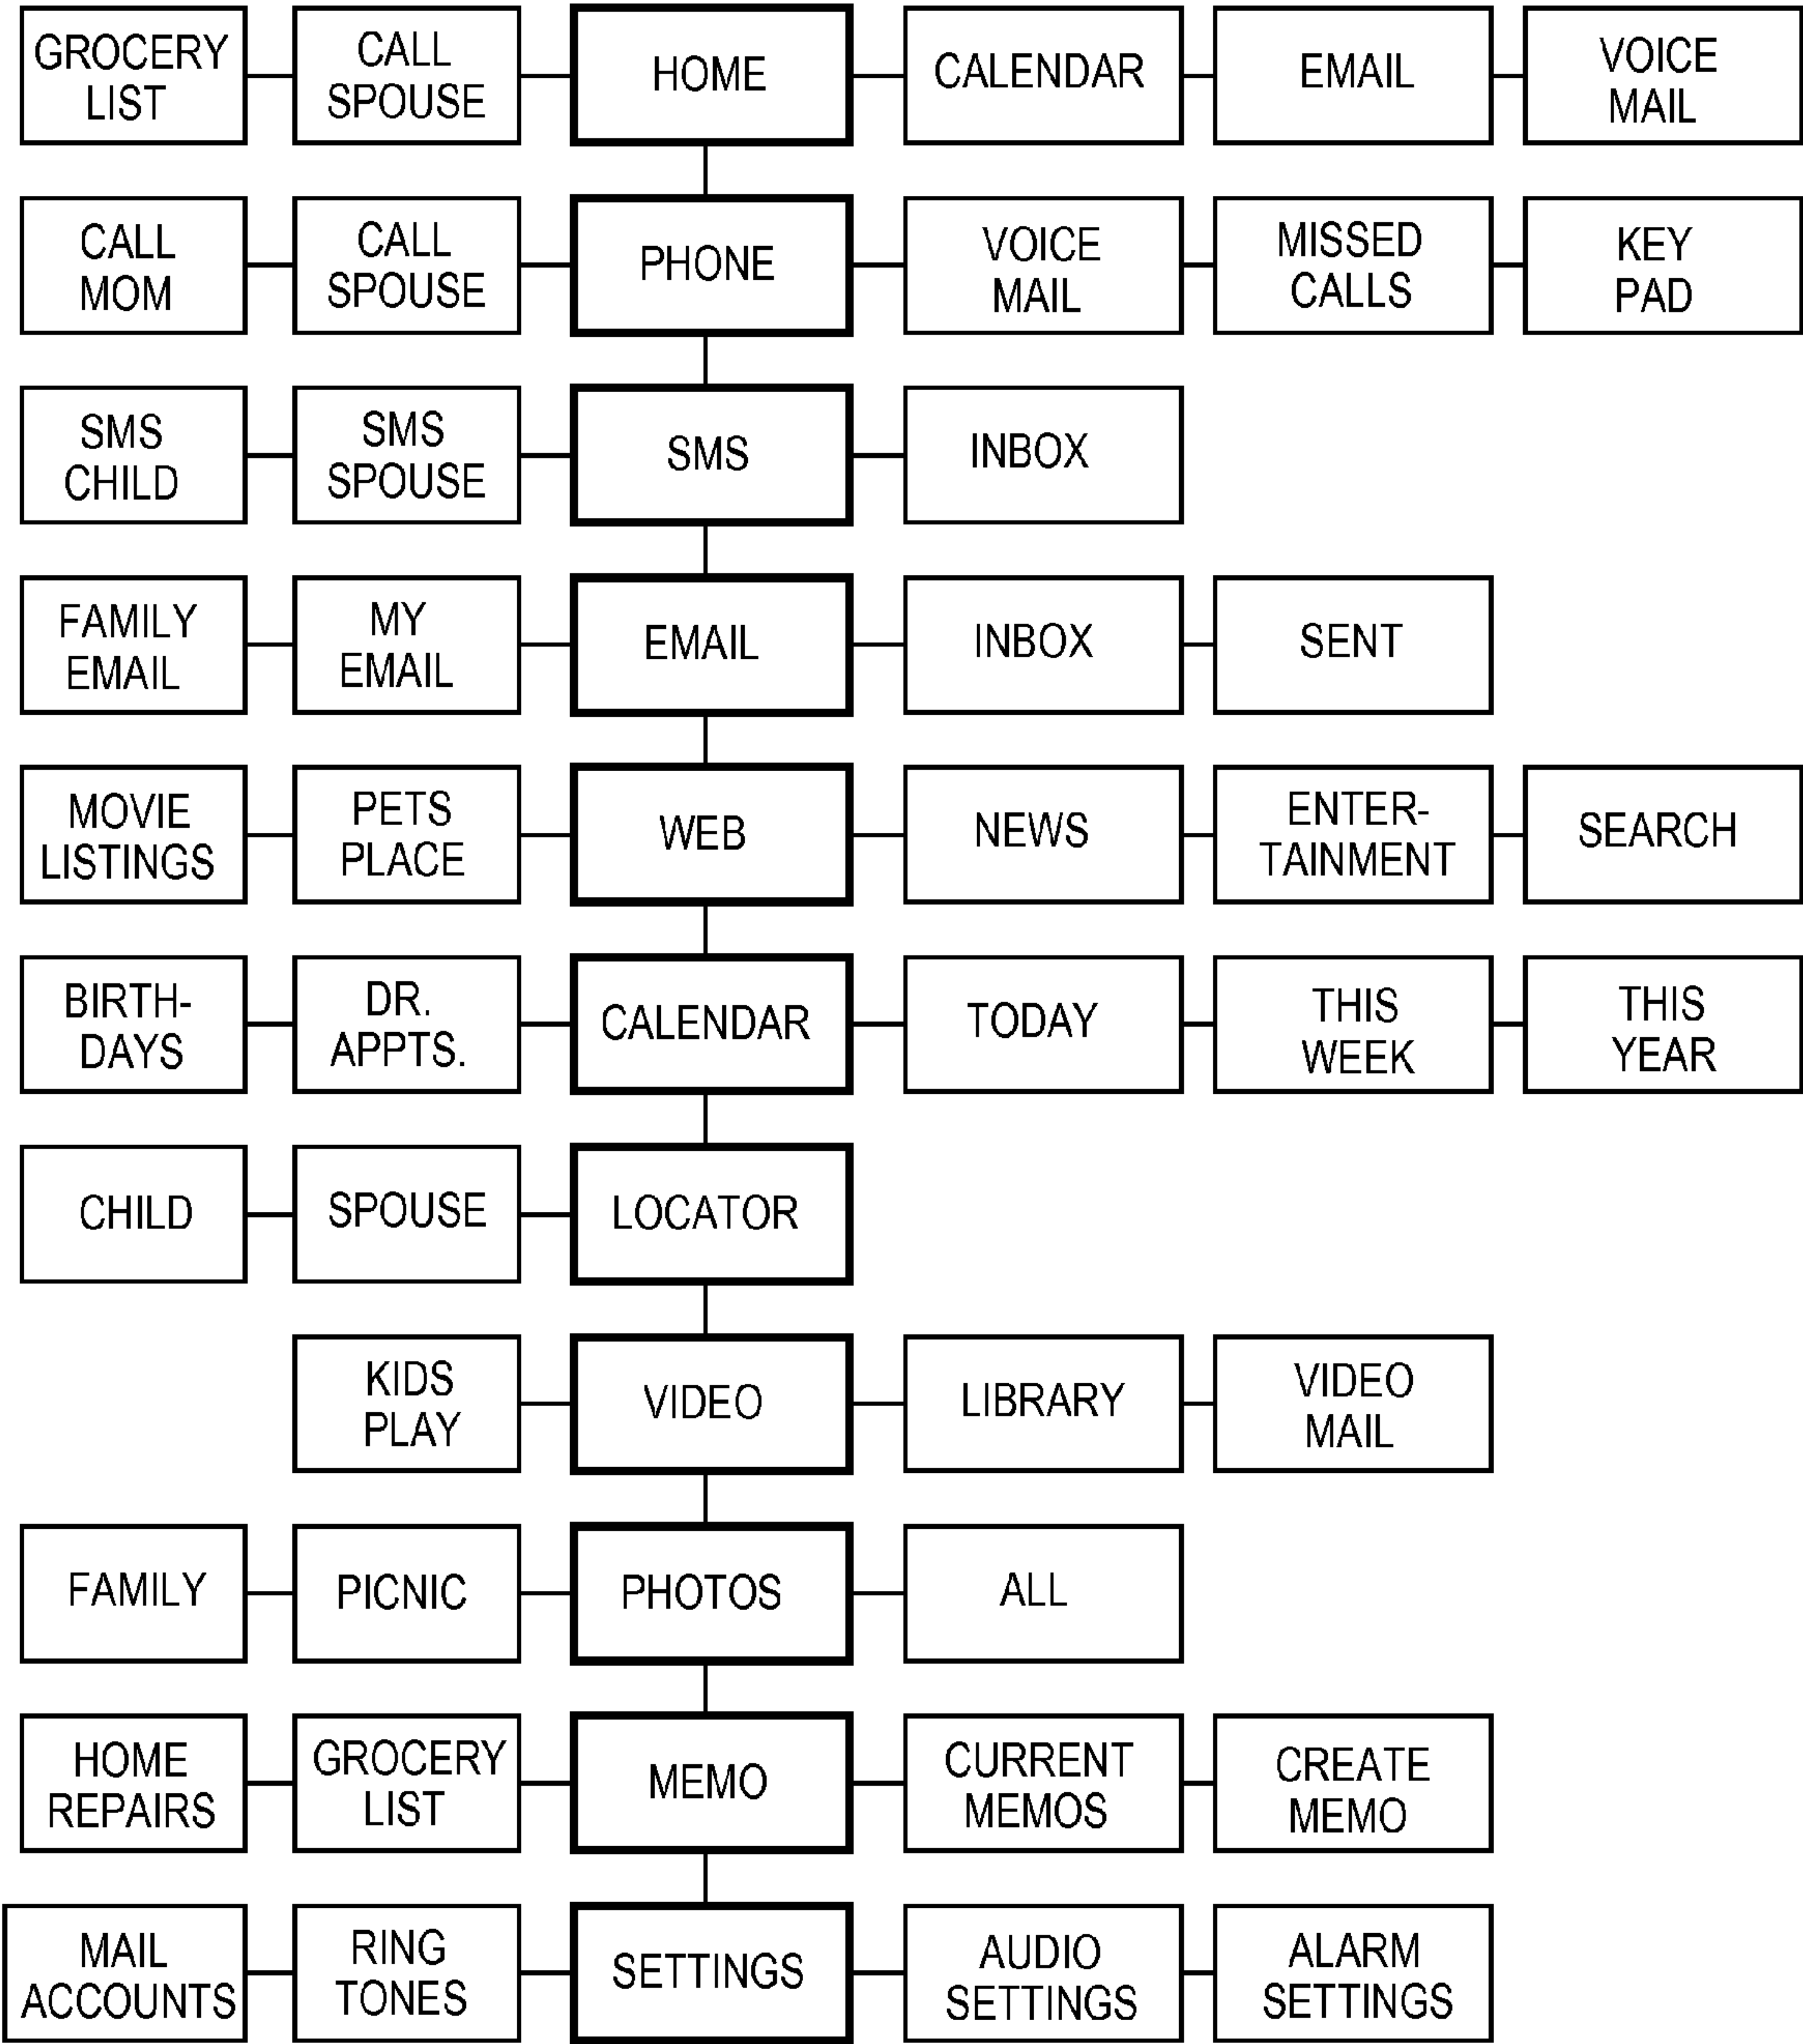 GROCERY
LIST
CALL
SPOUSE
HOME
CALENDAR
EMAIL
VOICE
MAIL
CALL
MOM
CALL
SPOUSE
PHONE
VOICE
MAIL
MISSED
CALLS
KEY
PAD
SMS
CHILD
SMS
SPOUSE
SMS
INBOX
FAMILY
EMAIL
MY
EMAIL
EMAIL
INBOX
SENT
MOVIE
LISTINGS
PETS
PLACE
WEB
NEWS
ENTER-
TAINMENT
SEARCH
BIRTH-
DAYS
DR.
APPTS.
CALENDAR
TODAY
THIS
WEEK
THIS
YEAR
CHILD
SPOUSE
LOCATOR
KIDS
PLAY
VIDEO
LIBRARY
VIDEO
MAIL
FAMILY
PICNIC
PHOTOS
ALL
HOME
REPAIRS
GROCERY
LIST
MEMO
CURRENT
MEMOS
CREATE
MEMO
MAIL
ACCOUNTS
RING
TONES
SETTINGS
AUDIO
SETTINGS
ALARM
SETTINGS